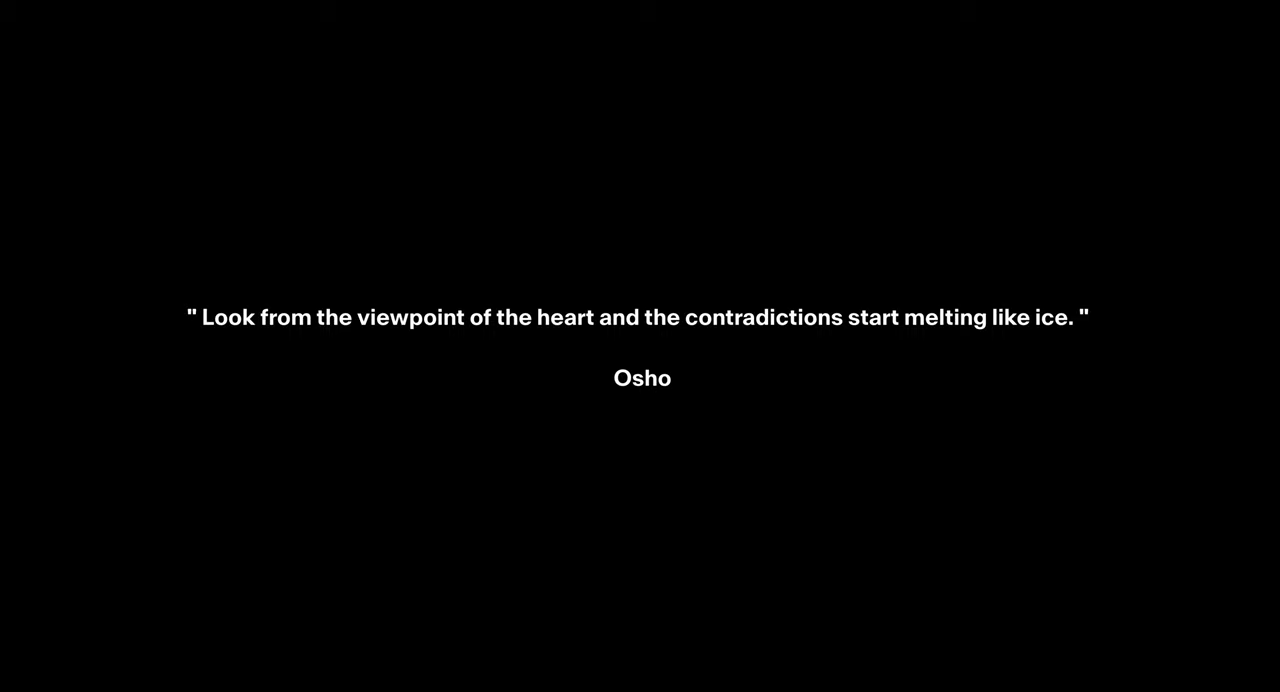 " Look from the viewpoint of the heart and the contradictions start melting like ice. "
Osho